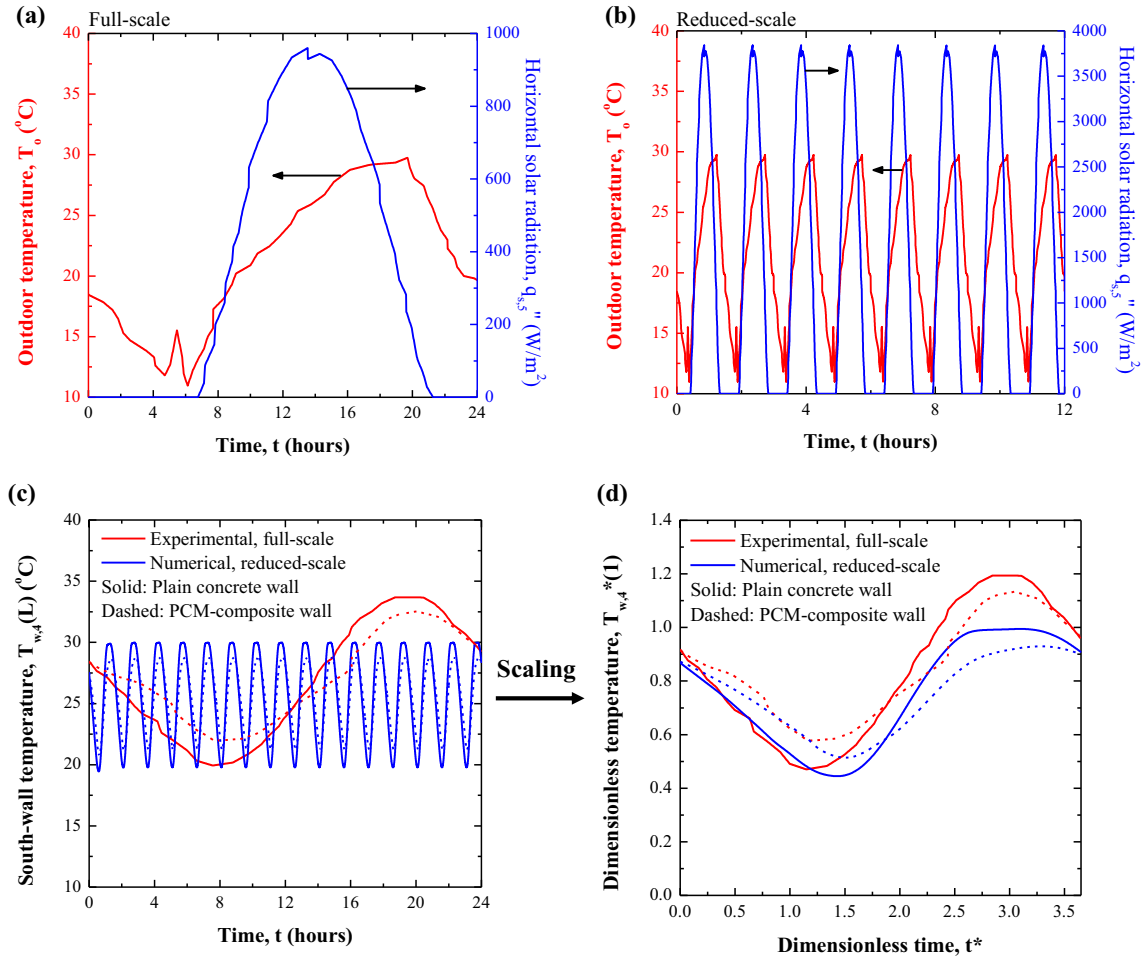 (a)
Full-scale
40
35
30
25
20
15
10
Outdoor temperature, T_o (°C)
1000
800
600
400
200
0
Horizontal solar radiation, q_s,5'' (W/m²)
0 4 8 12 16 20 24
Time, t (hours)
(b)
Reduced-scale
40
35
30
25
20
15
10
Outdoor temperature, T_o (°C)
4000
3500
3000
2500
2000
1500
1000
500
0
Horizontal solar radiation, q_s,5'' (W/m²)
0 4 8 12
Time, t (hours)
(c)
40
35
30
25
20
15
10
South-wall temperature, T_w,4(L) (°C)
Experimental, full-scale
Numerical, reduced-scale
Solid: Plain concrete wall
Dashed: PCM-composite wall
0 4 8 12 16 20 24
Time, t (hours)
Scaling
(d)
1.4
1.2
1.0
0.8
0.6
0.4
0.2
0.0
Dimensionless temperature, T_w,4*(1)
Experimental, full-scale
Numerical, reduced-scale
Solid: Plain concrete wall
Dashed: PCM-composite wall
0.0 0.5 1.0 1.5 2.0 2.5 3.0 3.5
Dimensionless time, t*